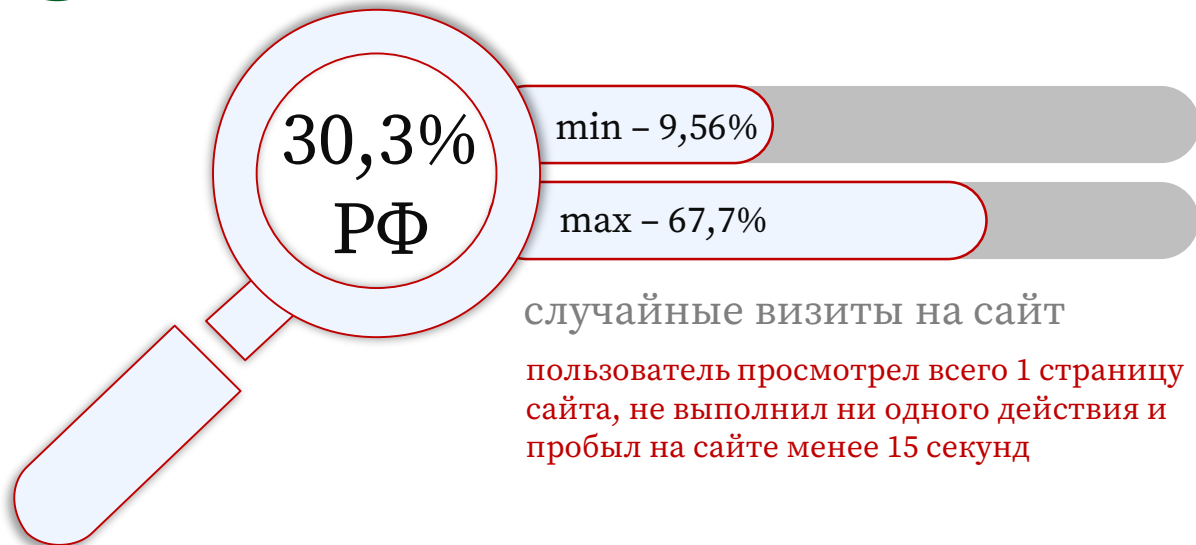 30,3%
РФ
min – 9,56%
max – 67,7%
случайные визиты на сайт
пользователь просмотрел всего 1 страницу
сайта, не выполнил ни одного действия и
пробыл на сайте менее 15 секунд